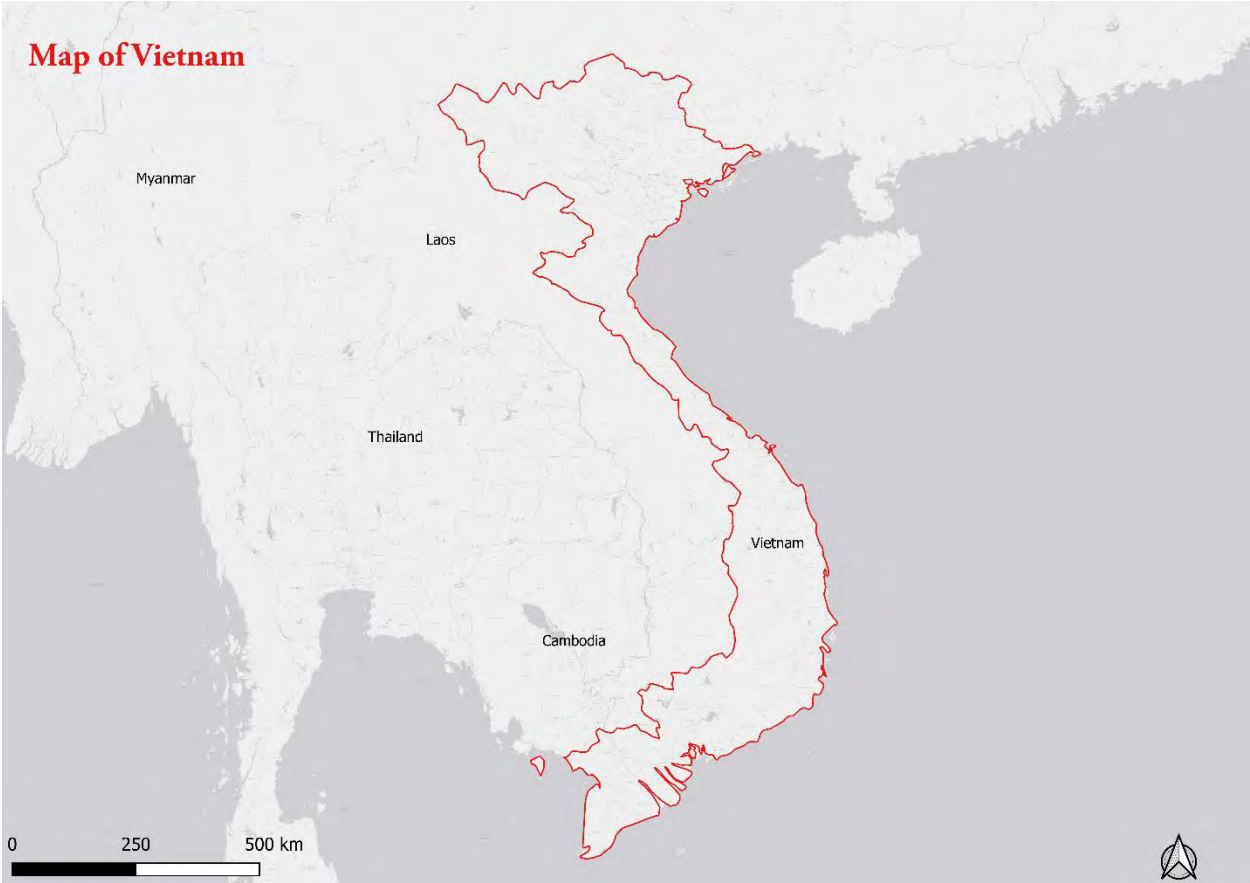 Map of Vietnam
Myanmar
Laos
Thailand
Vietnam
Cambodia
0 250 500 km